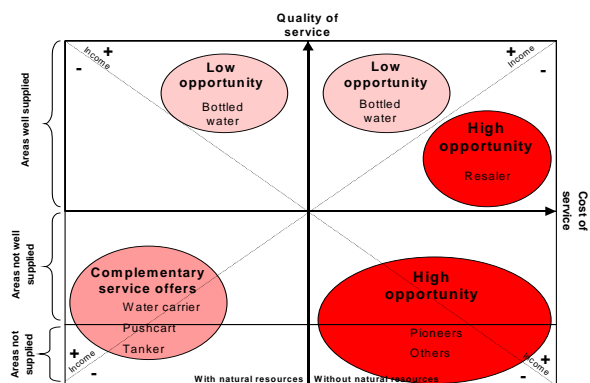 Quality of
service
+
Income
-
+
Income
-
Low
opportunity
Bottled
water
Low
opportunity
Bottled
water
High
opportunity
Resaler
Areas well supplied
Cost of
service
Areas not well
supplied
Complementary
service offers
Water carrier
Pushcart
Tanker
High
opportunity
Pioneers
Others
Areas not
supplied
+
Income
-
+
Income
-
With natural resources
Without natural resources